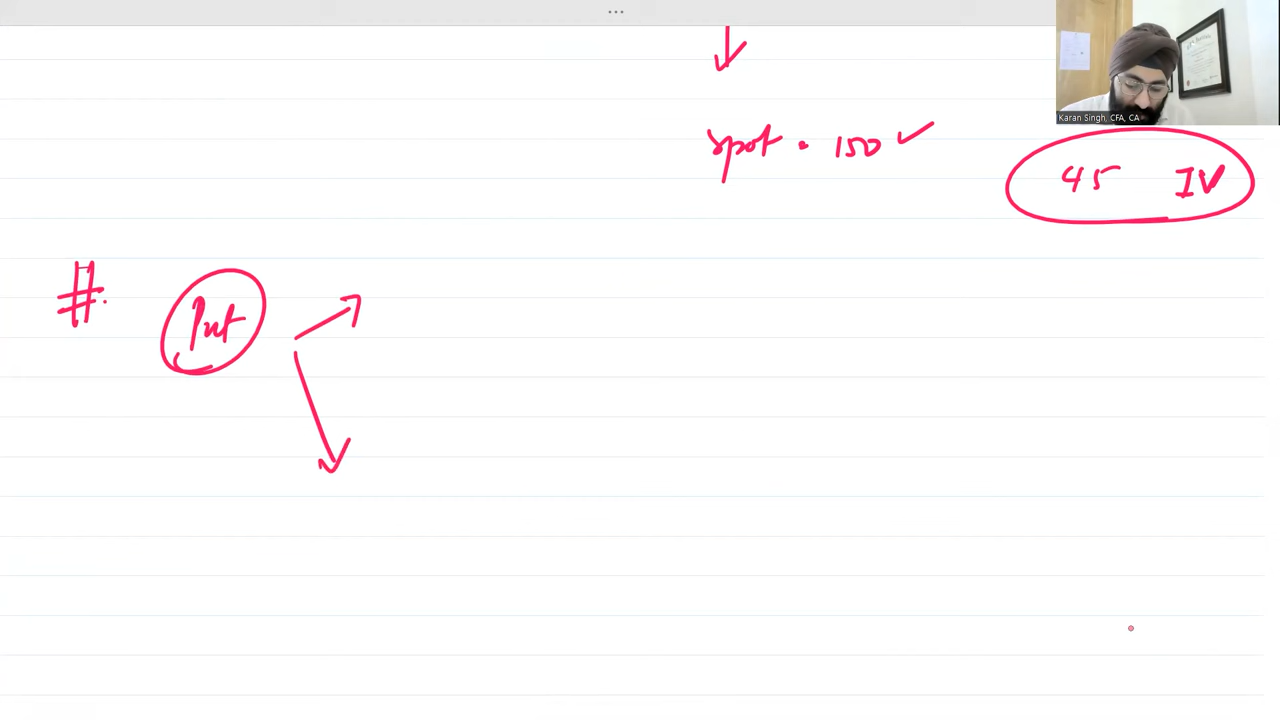 Karan Singh, CFA, CA
spot • 150 ✓
45 IV
#. Put